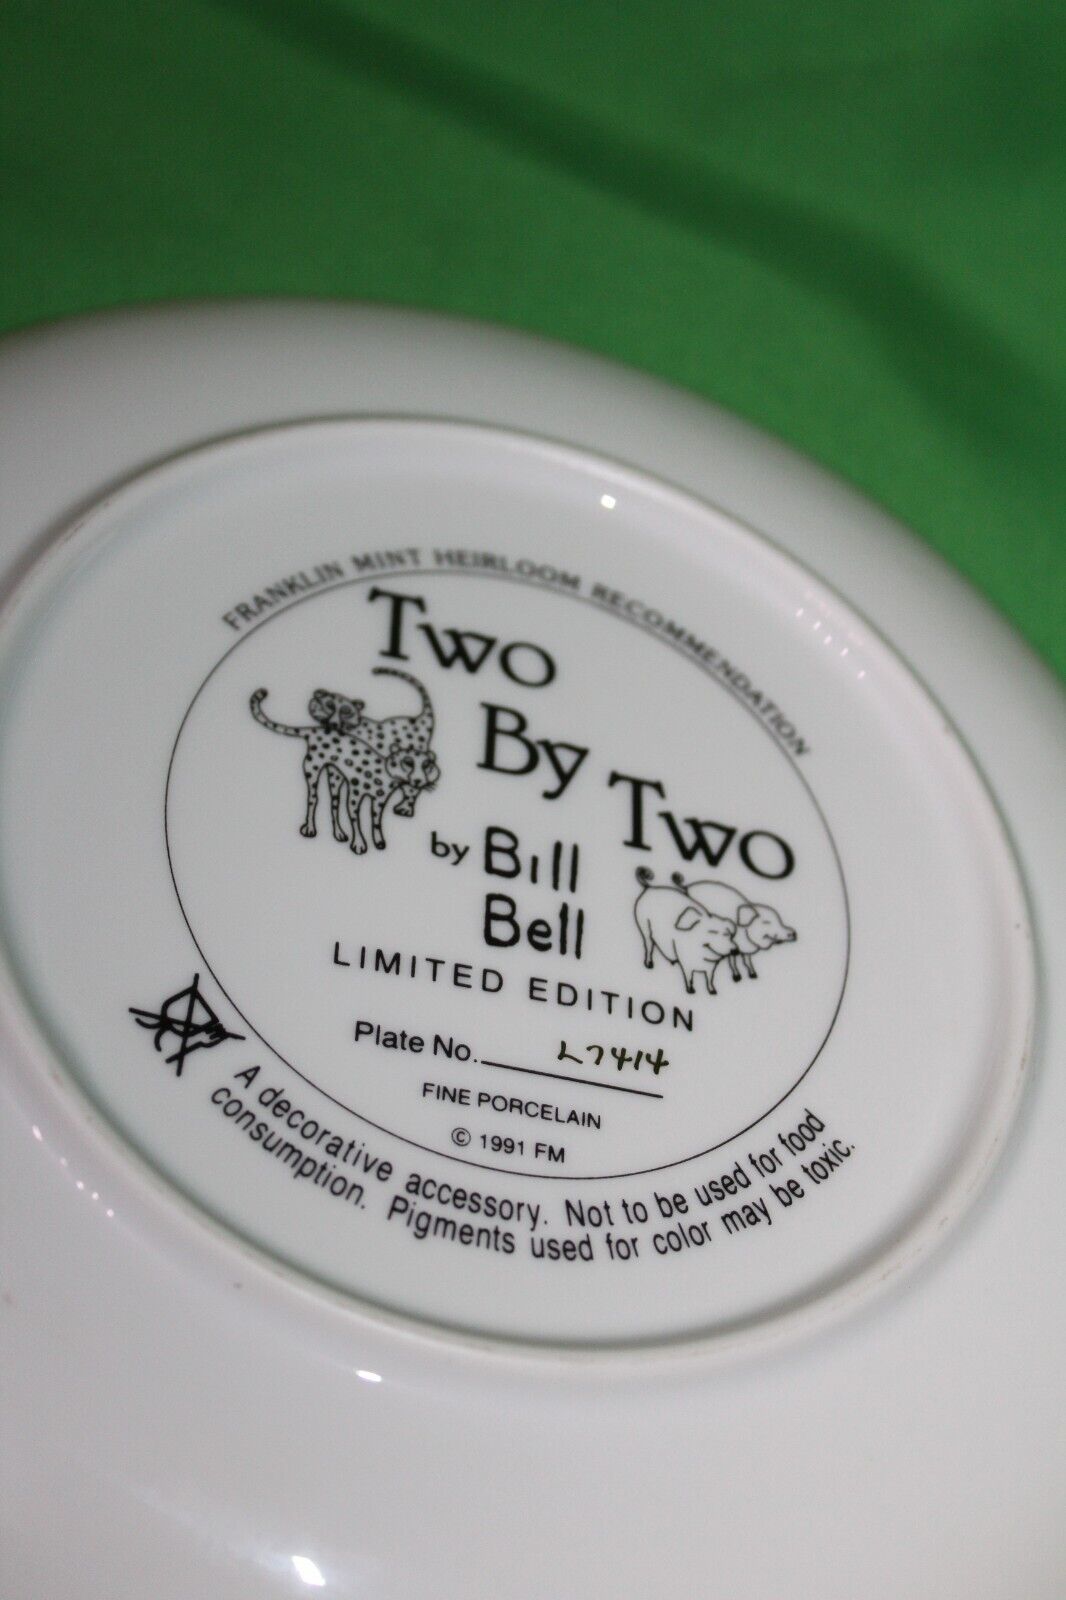 FRANKLIN MINT HEIRLOOM RECOMMENDATION
Two
By
Two
by Bill
Bell
LIMITED EDITION
Plate No. L7414
FINE PORCELAIN
© 1991 FM
A decorative accessory. Not to be used for food
consumption. Pigments used for color may be toxic.